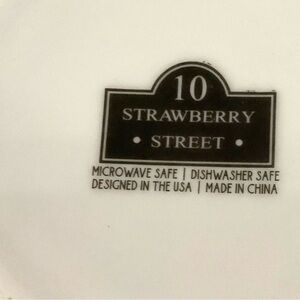 10
STRAWBERRY
• STREET •
MICROWAVE SAFE | DISHWASHER SAFE
DESIGNED IN THE USA | MADE IN CHINA